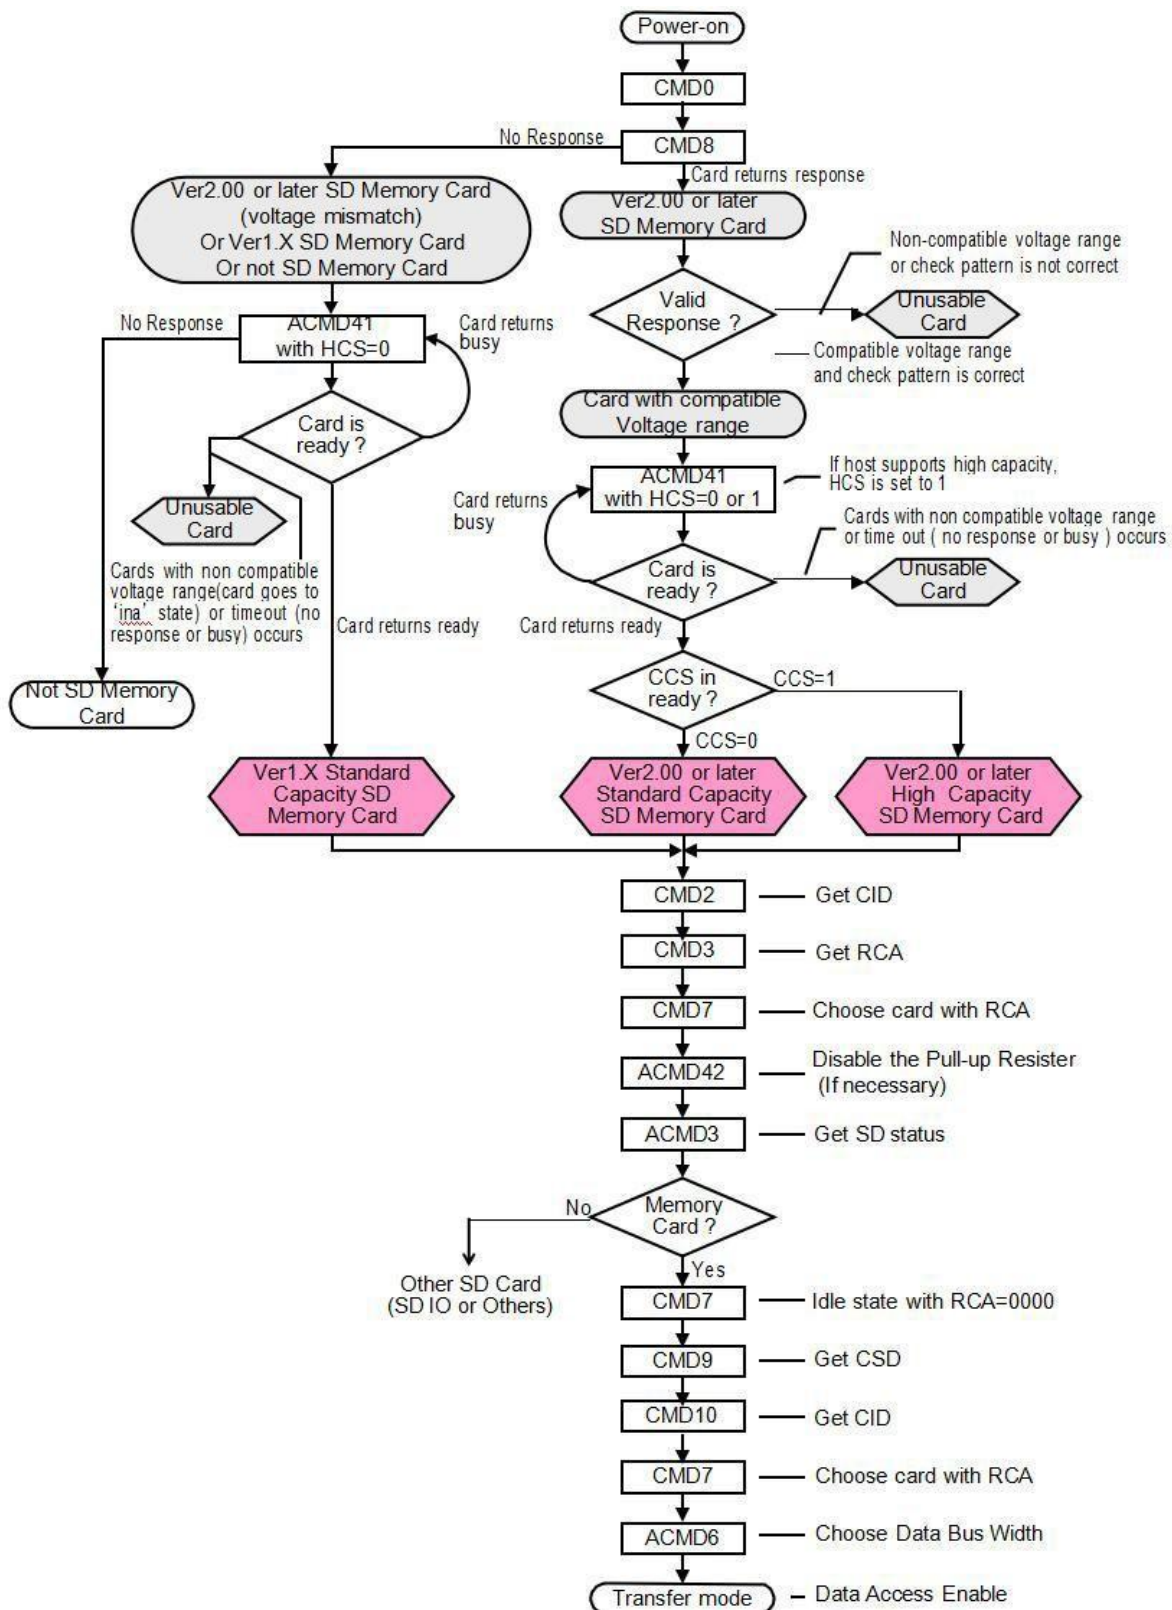 Power-on
CMD0
No Response
CMD8
Card returns response
Ver2.00 or later SD Memory Card
(voltage mismatch)
Or Ver1.X SD Memory Card
Or not SD Memory Card
Ver2.00 or later
SD Memory Card
Non-compatible voltage range
or check pattern is not correct
Valid
Response ?
Unusable
Card
Compatible voltage range
and check pattern is correct
No Response
ACMD41
with HCS=0
Card returns
busy
Card is
ready ?
Card with compatible
Voltage range
ACMD41
with HCS=0 or 1
If host supports high capacity,
HCS is set to 1
Card returns
busy
Unusable
Card
Cards with non compatible voltage range
or time out ( no response or busy ) occurs
Card is
ready ?
Unusable
Card
Cards with non compatible
voltage range(card goes to
‘ina’ state) or timeout (no
response or busy) occurs
Card returns ready
Card returns ready
Not SD Memory
Card
CCS in
ready ?
CCS=1
CCS=0
Ver1.X Standard
Capacity SD
Memory Card
Ver2.00 or later
Standard Capacity
SD Memory Card
Ver2.00 or later
High Capacity
SD Memory Card
CMD2
Get CID
CMD3
Get RCA
CMD7
Choose card with RCA
ACMD42
Disable the Pull-up Resister
(If necessary)
ACMD3
Get SD status
No
Memory
Card ?
Yes
Other SD Card
(SD IO or Others)
CMD7
Idle state with RCA=0000
CMD9
Get CSD
CMD10
Get CID
CMD7
Choose card with RCA
ACMD6
Choose Data Bus Width
Transfer mode
Data Access Enable